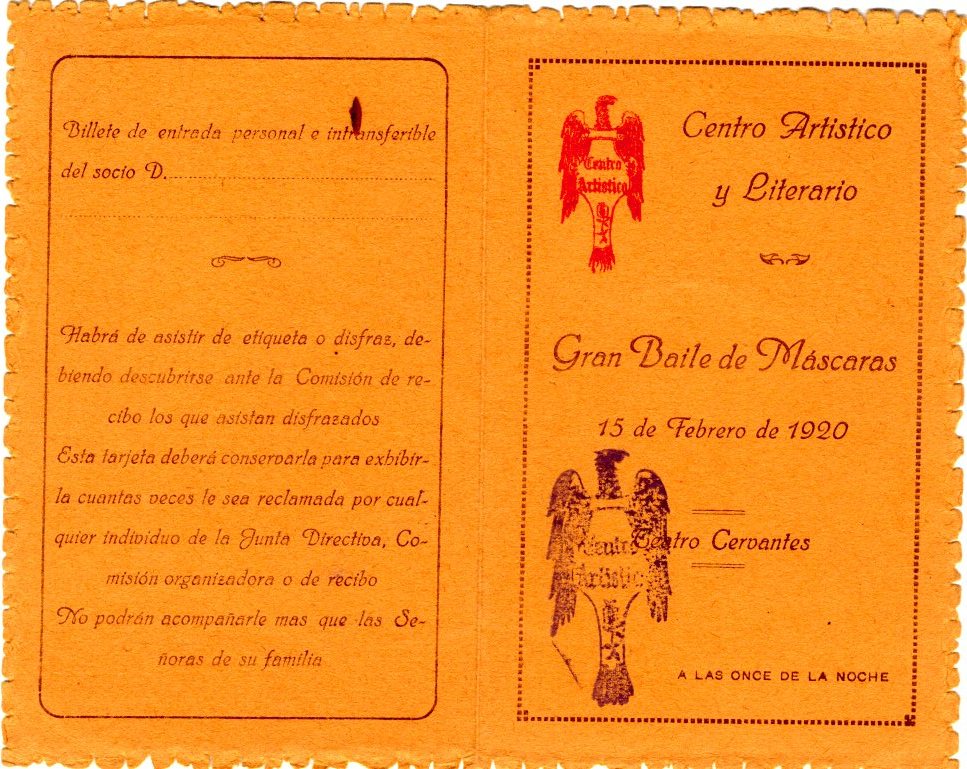 Billete de entrada personal e intransferible
del socio D.
Habrá de asistir de etiqueta o disfraz, de-
biendo descubrirse ante la Comisión de re-
cibo los que asistan disfrazados
Esta tarjeta deberá conservarla para exhibir-
la cuantas veces le sea reclamada por cual-
quier individuo de la Junta Directiva, Co-
misión organizadora o de recibo
No podrán acompañarle mas que las Se-
ñoras de su familia
Centro Artistico
y Literario
Centro
Artistico
Gran Baile de Máscaras
15 de Febrero de 1920
Teatro Cervantes
Centro
Artistico
A LAS ONCE DE LA NOCHE